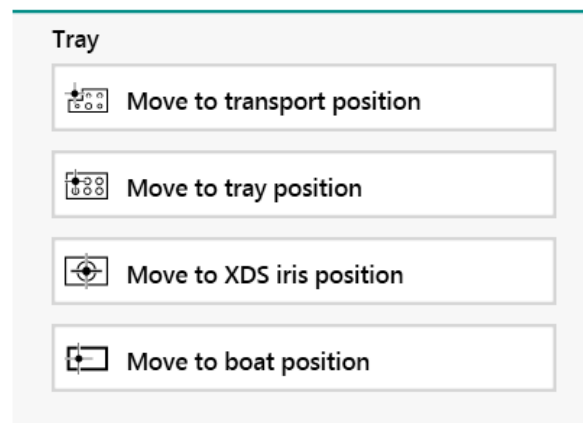 Tray
Move to transport position
Move to tray position
Move to XDS iris position
Move to boat position